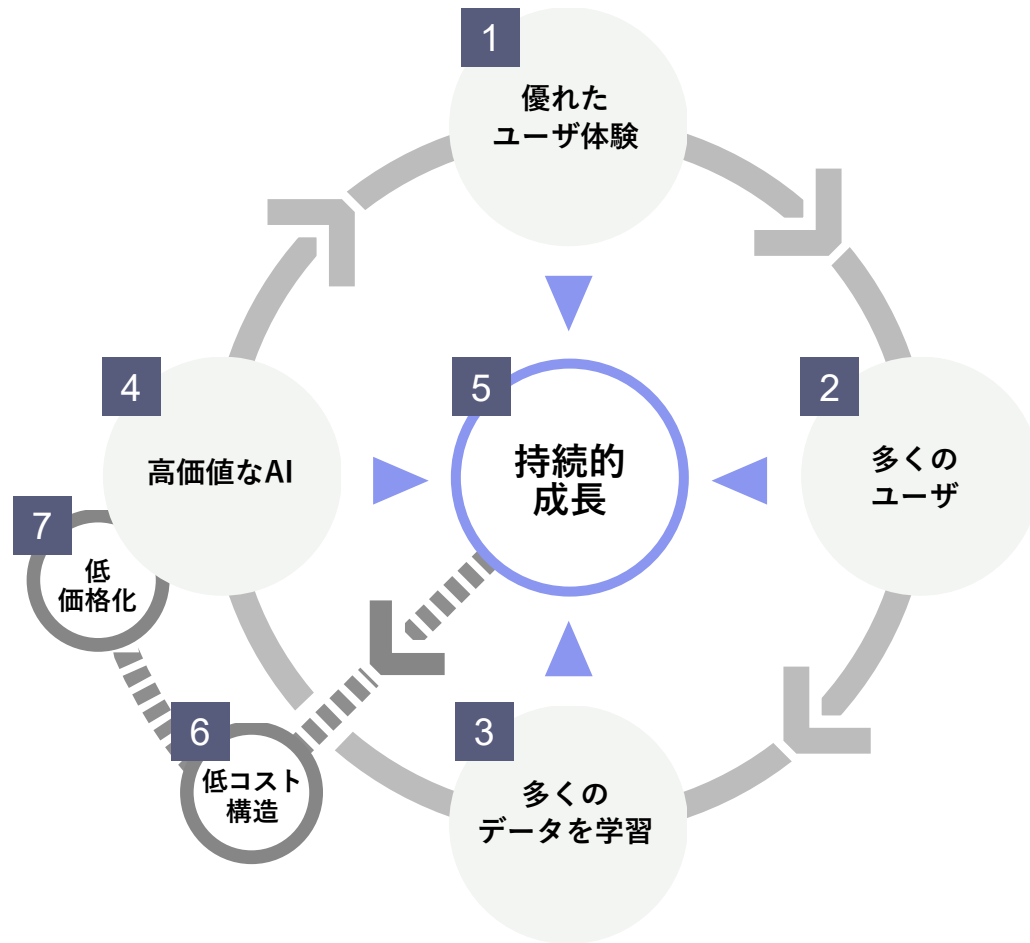 1
優れた
ユーザ体験
2
多くの
ユーザ
3
多くの
データを学習
4
高価値なAI
5
持続的
成長
6
低コスト
構造
7
低
価格化